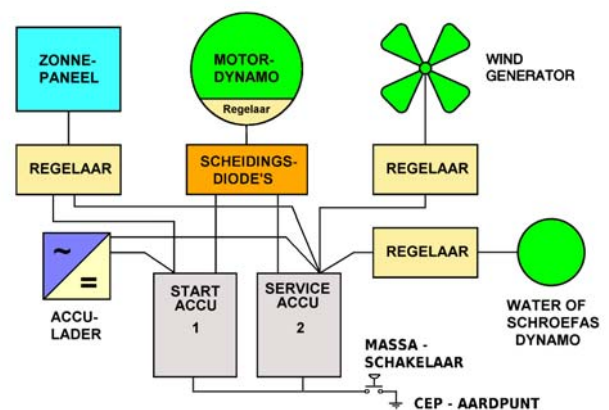 ZONNE-
PANEEL
MOTOR-
DYNAMO
Regelaar
WIND
GENERATOR
REGELAAR
SCHEIDINGS-
DIODE'S
REGELAAR
~
=
ACCU-
LADER
START
ACCU
1
SERVICE
ACCU
2
REGELAAR
WATER OF
SCHROEFAS
DYNAMO
MASSA -
SCHAKELAAR
CEP - AARDPUNT